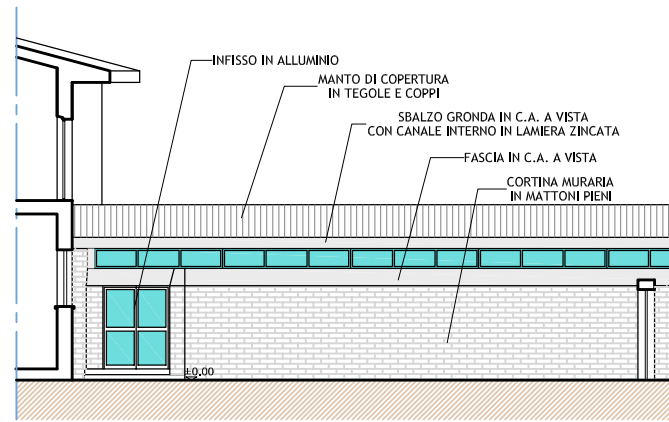 INFISSO IN ALLUMINIO
MANTO DI COPERTURA
IN TEGOLE E COPPI
SBALZO GRONDA IN C.A. A VISTA
CON CANALE INTERNO IN LAMIERA ZINCATA
FASCIA IN C.A. A VISTA
CORTINA MURARIA
IN MATTONI PIENI
±0.00